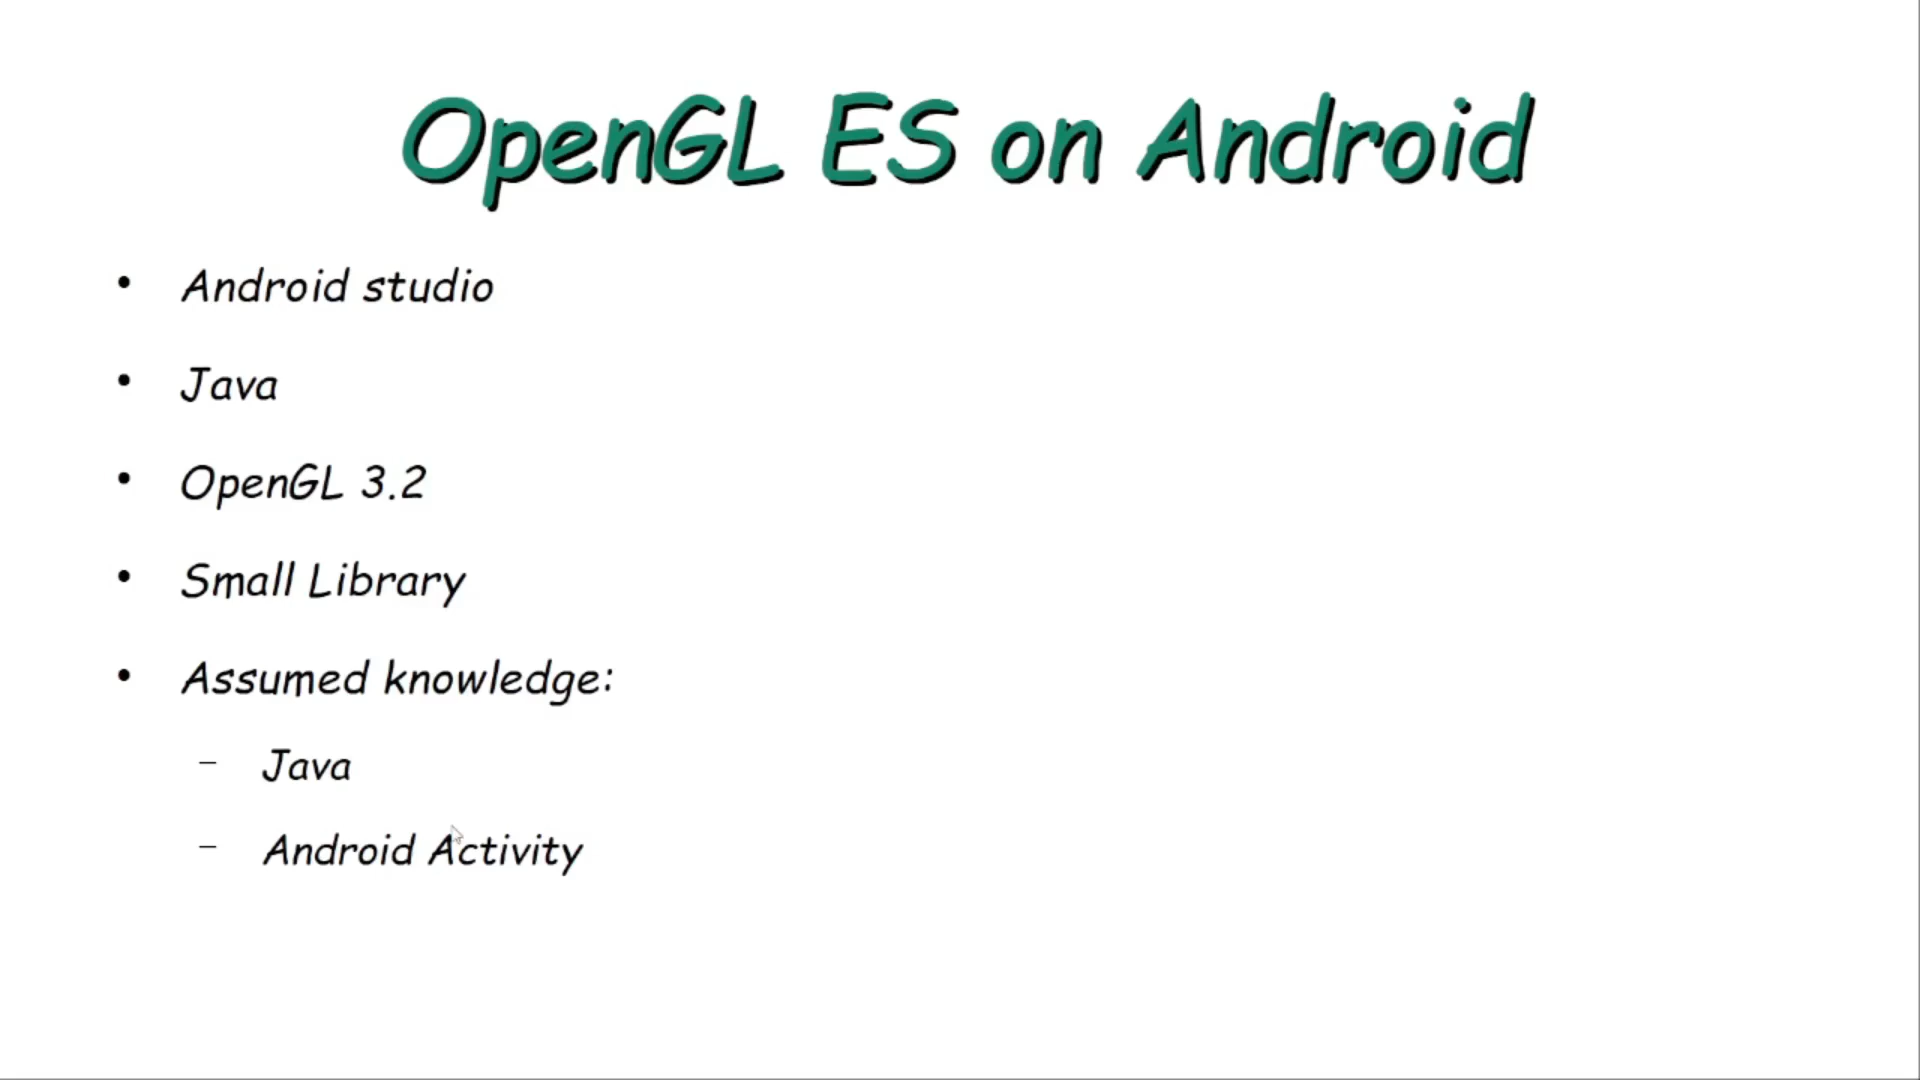 OpenGL ES on Android
• Android studio
• Java
• OpenGL 3.2
• Small Library
• Assumed knowledge:
– Java
– Android Activity